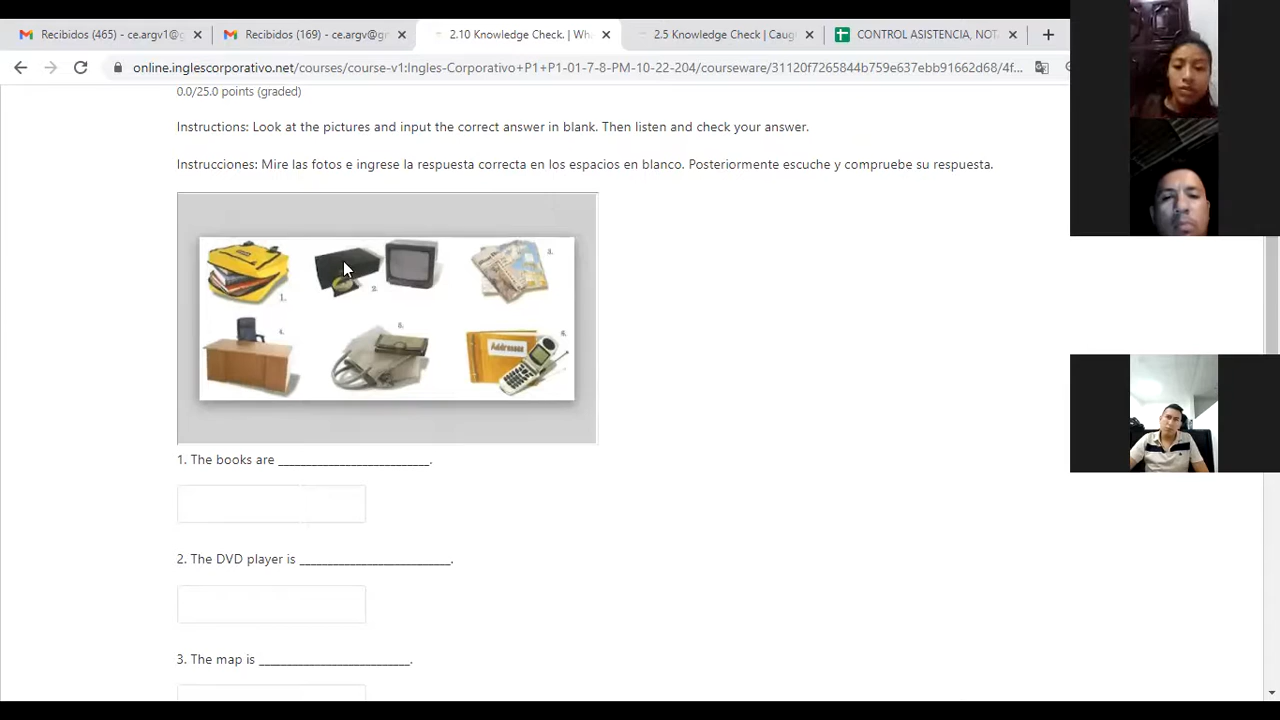 Recibidos (465) - ce.argv1@g
Recibidos (169) - ce.argv@gr
2.10 Knowledge Check. | Wha
2.5 Knowledge Check | Caug
CONTROL ASISTENCIA, NOT
online.inglescorporativo.net/courses/course-v1:Ingles-Corporativo+P1+P1-01-7-8-PM-10-22-204/courseware/31120f7265844b759e637ebb91662d68/4f...
0.0/25.0 points (graded)
Instructions: Look at the pictures and input the correct answer in blank. Then listen and check your answer.
Instrucciones: Mire las fotos e ingrese la respuesta correcta en los espacios en blanco. Posteriormente escuche y compruebe su respuesta.
1.
2.
3.
4.
5.
6.
Addresses
1. The books are _________________________.
2. The DVD player is _________________________.
3. The map is _________________________.